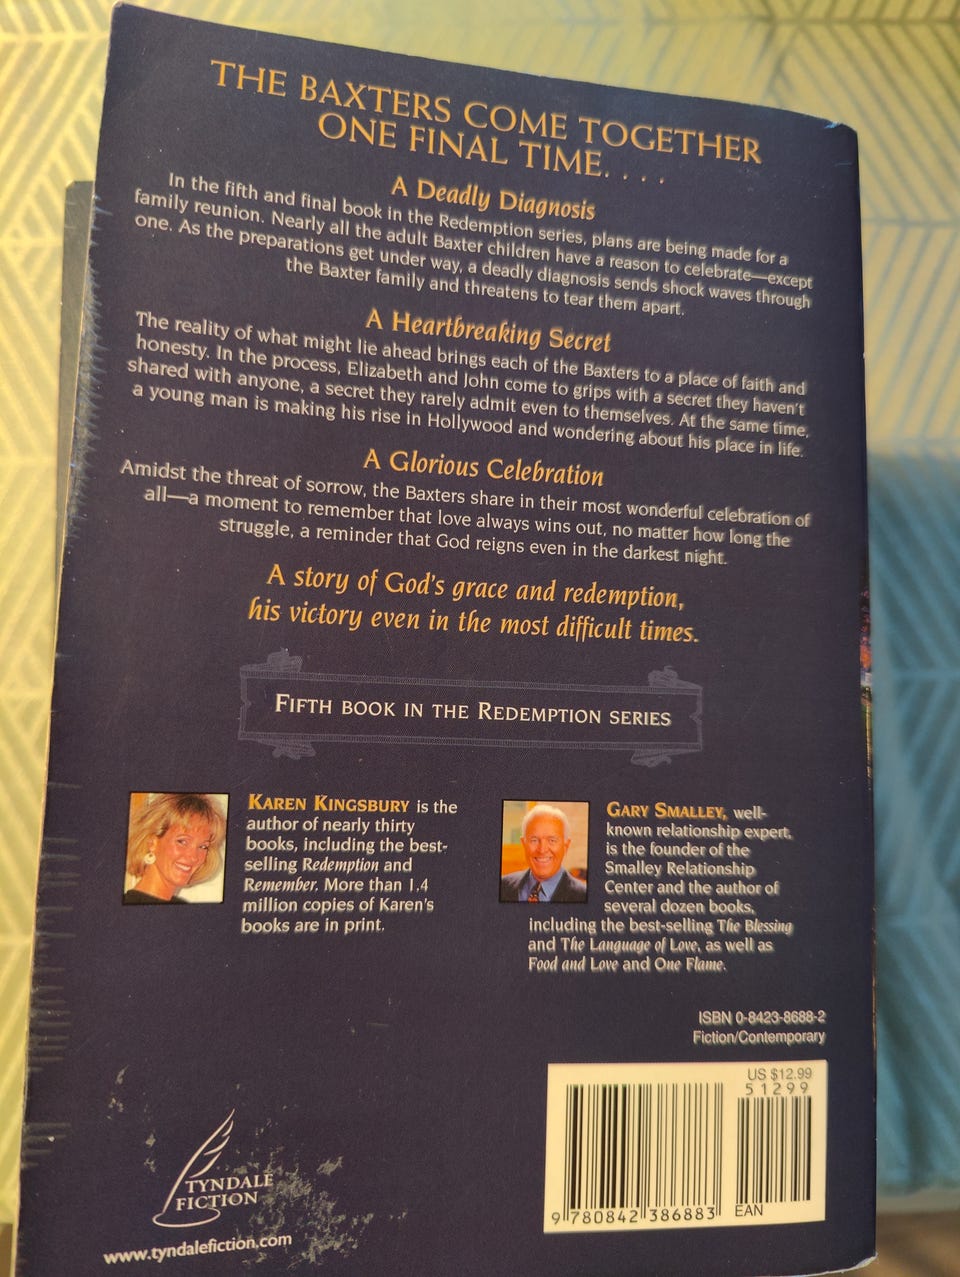 THE BAXTERS COME TOGETHER
ONE FINAL TIME. . . .
A Deadly Diagnosis
In the fifth and final book in the Redemption series, plans are being made for a
family reunion. Nearly all the adult Baxter children have a reason to celebrate—except
one. As the preparations get under way, a deadly diagnosis sends shock waves through
the Baxter family and threatens to tear them apart.
A Heartbreaking Secret
The reality of what might lie ahead brings each of the Baxters to a place of faith and
honesty. In the process, Elizabeth and John come to grips with a secret they haven't
shared with anyone, a secret they rarely admit even to themselves. At the same time,
a young man is making his rise in Hollywood and wondering about his place in life.
A Glorious Celebration
Amidst the threat of sorrow, the Baxters share in their most wonderful celebration of
all—a moment to remember that love always wins out, no matter how long the
struggle, a reminder that God reigns even in the darkest night.
A story of God's grace and redemption,
his victory even in the most difficult times.
FIFTH BOOK IN THE REDEMPTION SERIES
KAREN KINGSBURY is the
author of nearly thirty
books, including the best-
selling Redemption and
Remember. More than 1.4
million copies of Karen's
books are in print.
GARY SMALLEY, well-
known relationship expert,
is the founder of the
Smalley Relationship
Center and the author of
several dozen books,
including the best-selling The Blessing
and The Language of Love, as well as
Food and Love and One Flame.
ISBN 0-8423-8688-2
Fiction/Contemporary
US $12.99
51299
9 780842 386883
EAN
TYNDALE
FICTION
www.tyndalefiction.com